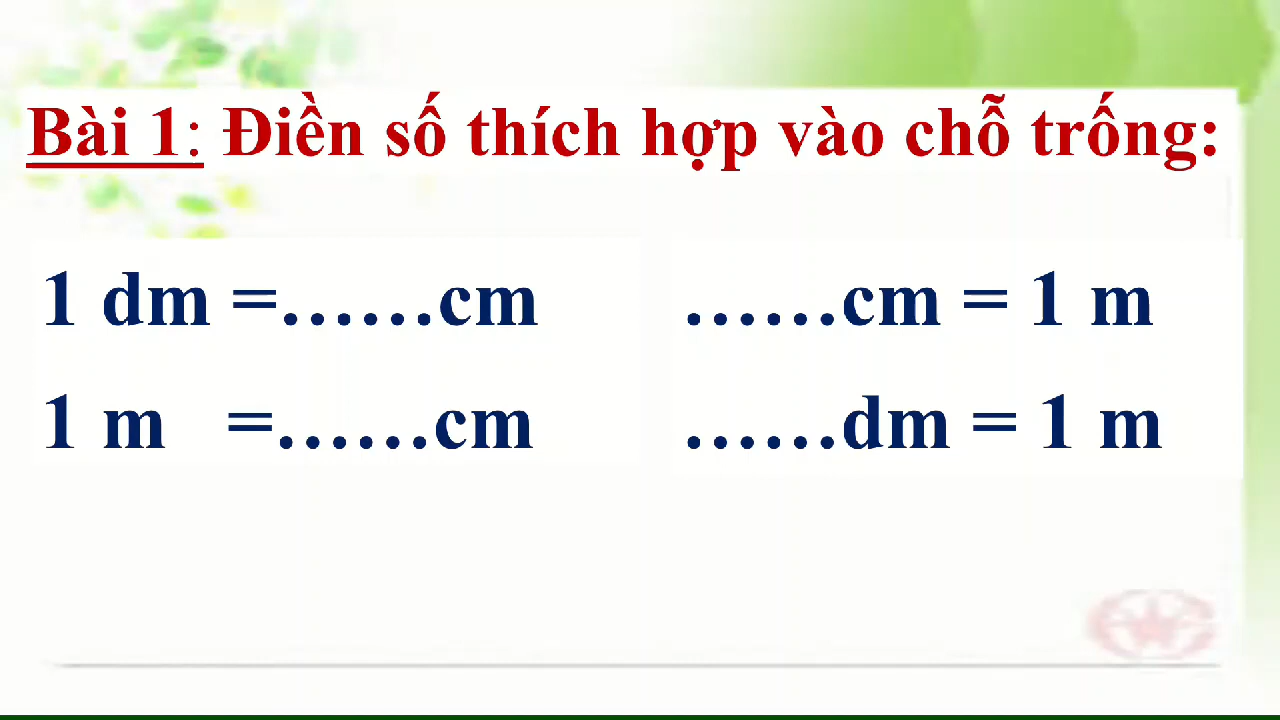 Bài 1: Điền số thích hợp vào chỗ trống:
1 dm =......cm ......cm = 1 m
1 m =......cm ......dm = 1 m